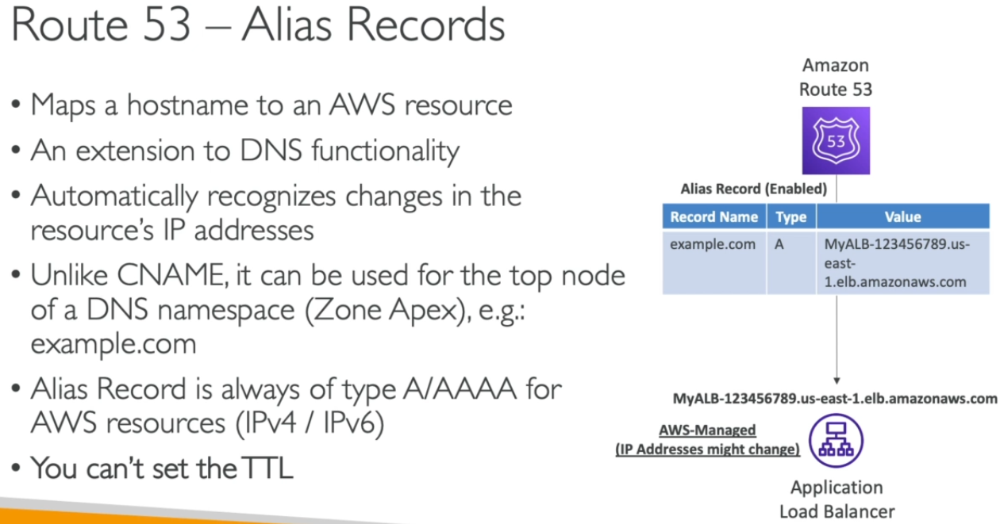 Route 53 – Alias Records
• Maps a hostname to an AWS resource
• An extension to DNS functionality
• Automatically recognizes changes in the
resource's IP addresses
• Unlike CNAME, it can be used for the top node
of a DNS namespace (Zone Apex), e.g.:
example.com
• Alias Record is always of type A/AAAA for
AWS resources (IPv4 / IPv6)
• You can't set the TTL
Amazon
Route 53
53
Alias Record (Enabled)
Record Name Type Value
example.com A MyALB-123456789.us-
east-
1.elb.amazonaws.com
MyALB-123456789.us-east-1.elb.amazonaws.com
AWS-Managed
(IP Addresses might change)
Application
Load Balancer